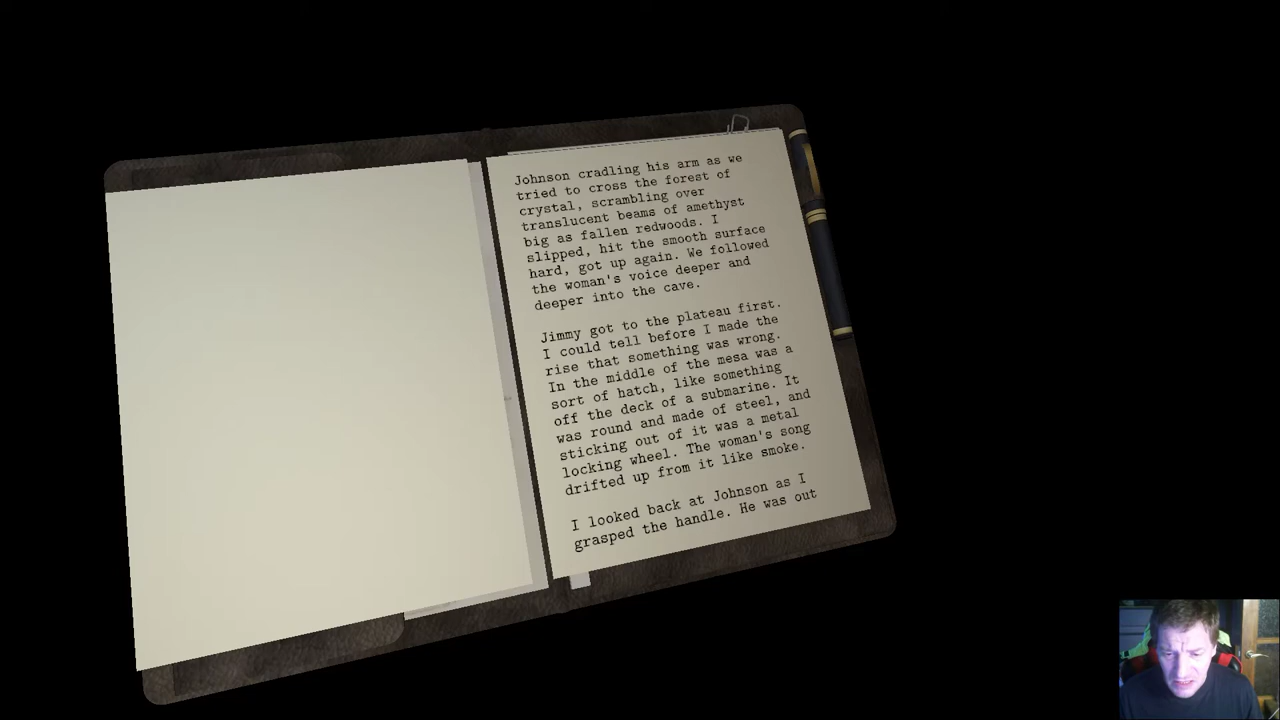 Johnson cradling his arm as we
tried to cross the forest of
crystal, scrambling over
translucent beams of amethyst
big as fallen redwoods. I
slipped, hit the smooth surface
hard, got up again. We followed
the woman's voice deeper and
deeper into the cave.
Jimmy got to the plateau first.
I could tell before I made the
rise that something was wrong.
In the middle of the mesa was a
sort of hatch, like something
off the deck of a submarine. It
was round and made of steel, and
sticking out of it was a metal
locking wheel. The woman's song
drifted up from it like smoke.
I looked back at Johnson as I
grasped the handle. He was out